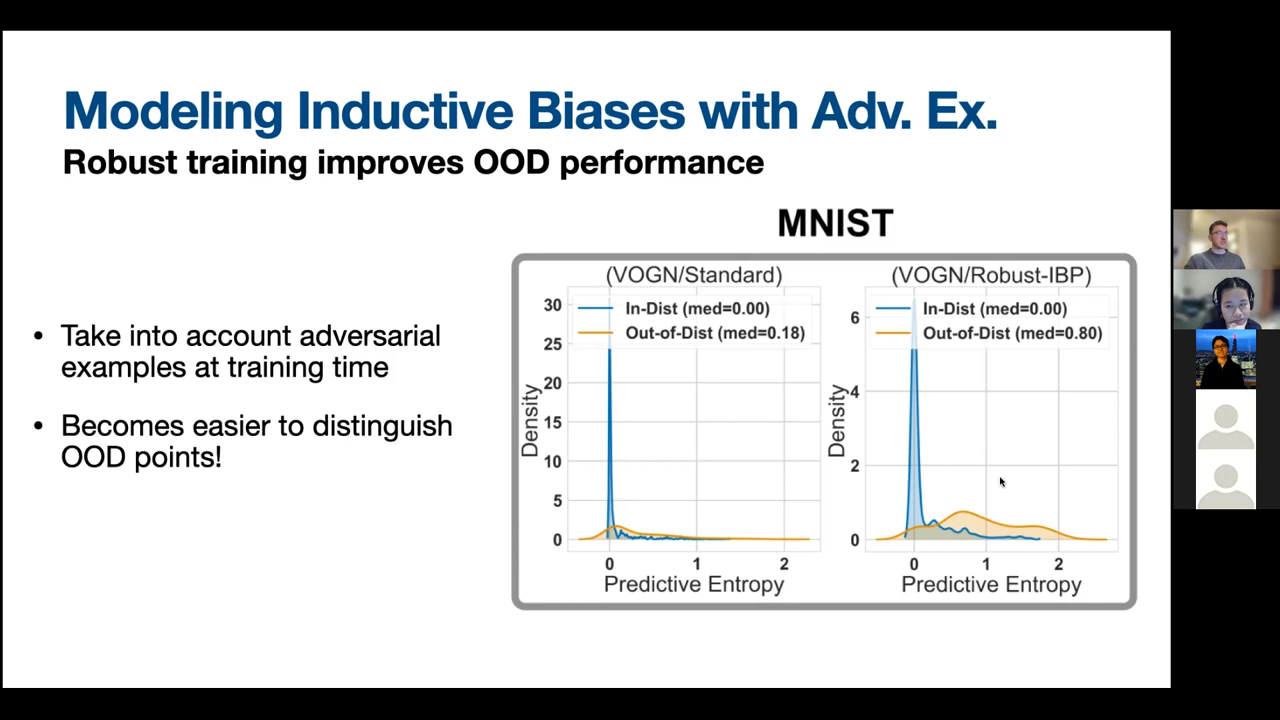 Modeling Inductive Biases with Adv. Ex.
Robust training improves OOD performance
• Take into account adversarial
examples at training time
• Becomes easier to distinguish
OOD points!
MNIST
(VOGN/Standard)
In-Dist (med=0.00)
Out-of-Dist (med=0.18)
Density
30
25
20
15
10
5
0
0 1 2
Predictive Entropy
(VOGN/Robust-IBP)
In-Dist (med=0.00)
Out-of-Dist (med=0.80)
Density
6
4
2
0
0 1 2
Predictive Entropy